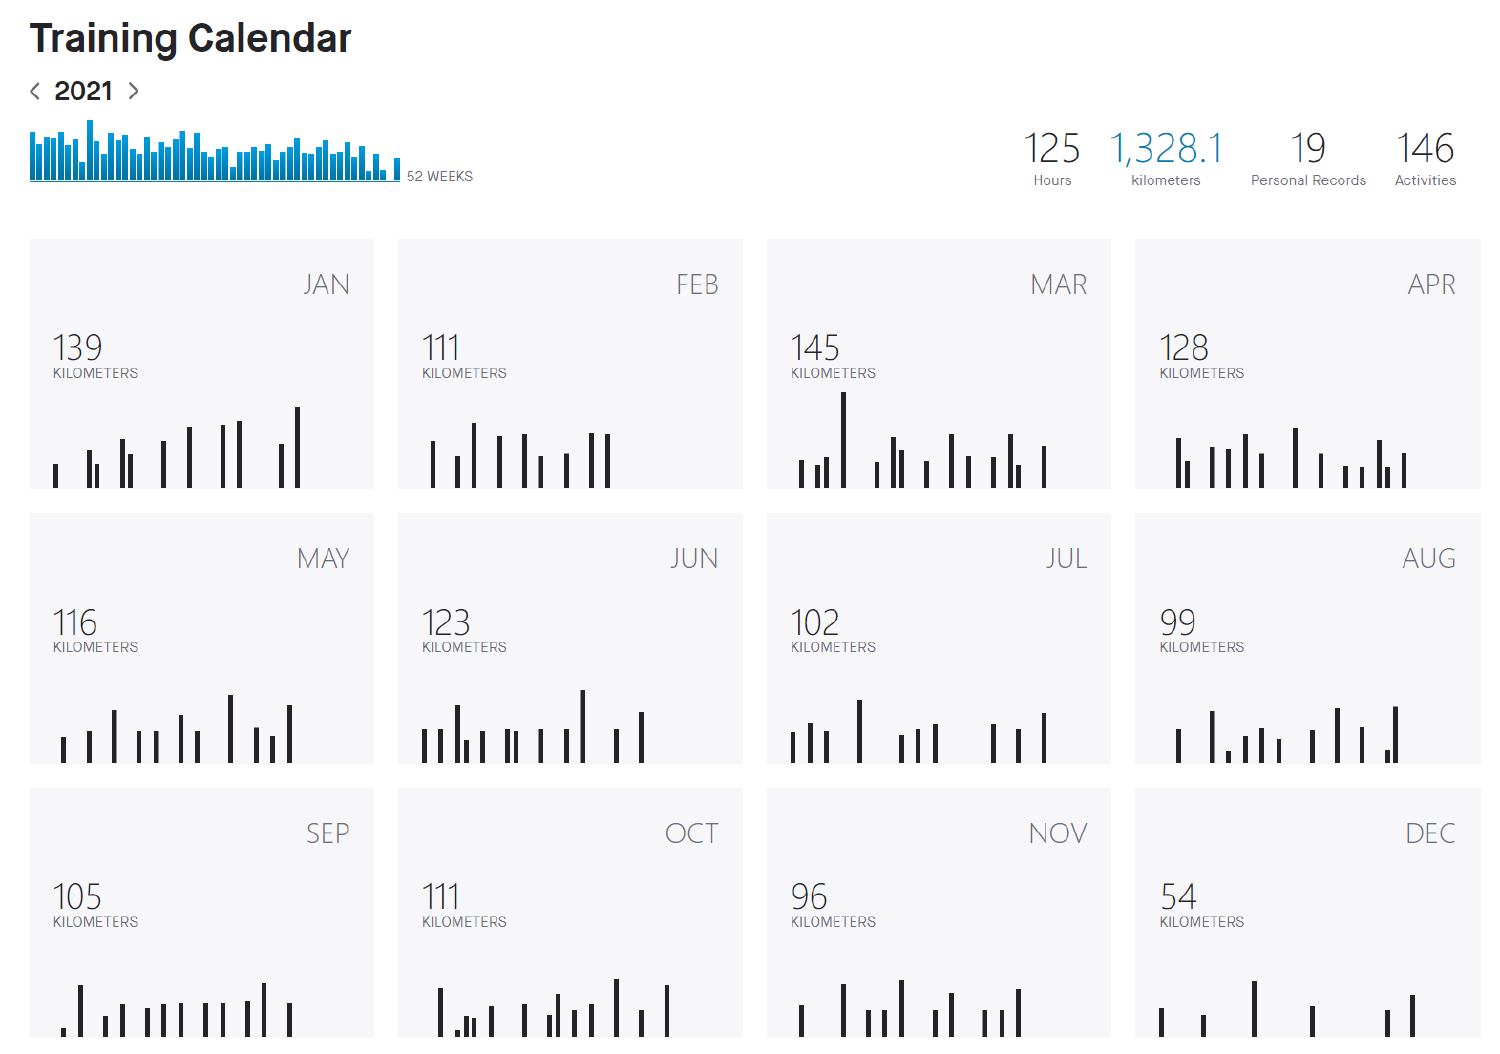 Training Calendar
< 2021 >
52 WEEKS
125 1,328.1 19 146
Hours kilometers Personal Records Activities
JAN FEB MAR APR
139 111 145 128
KILOMETERS KILOMETERS KILOMETERS KILOMETERS
MAY JUN JUL AUG
116 123 102 99
KILOMETERS KILOMETERS KILOMETERS KILOMETERS
SEP OCT NOV DEC
105 111 96 54
KILOMETERS KILOMETERS KILOMETERS KILOMETERS